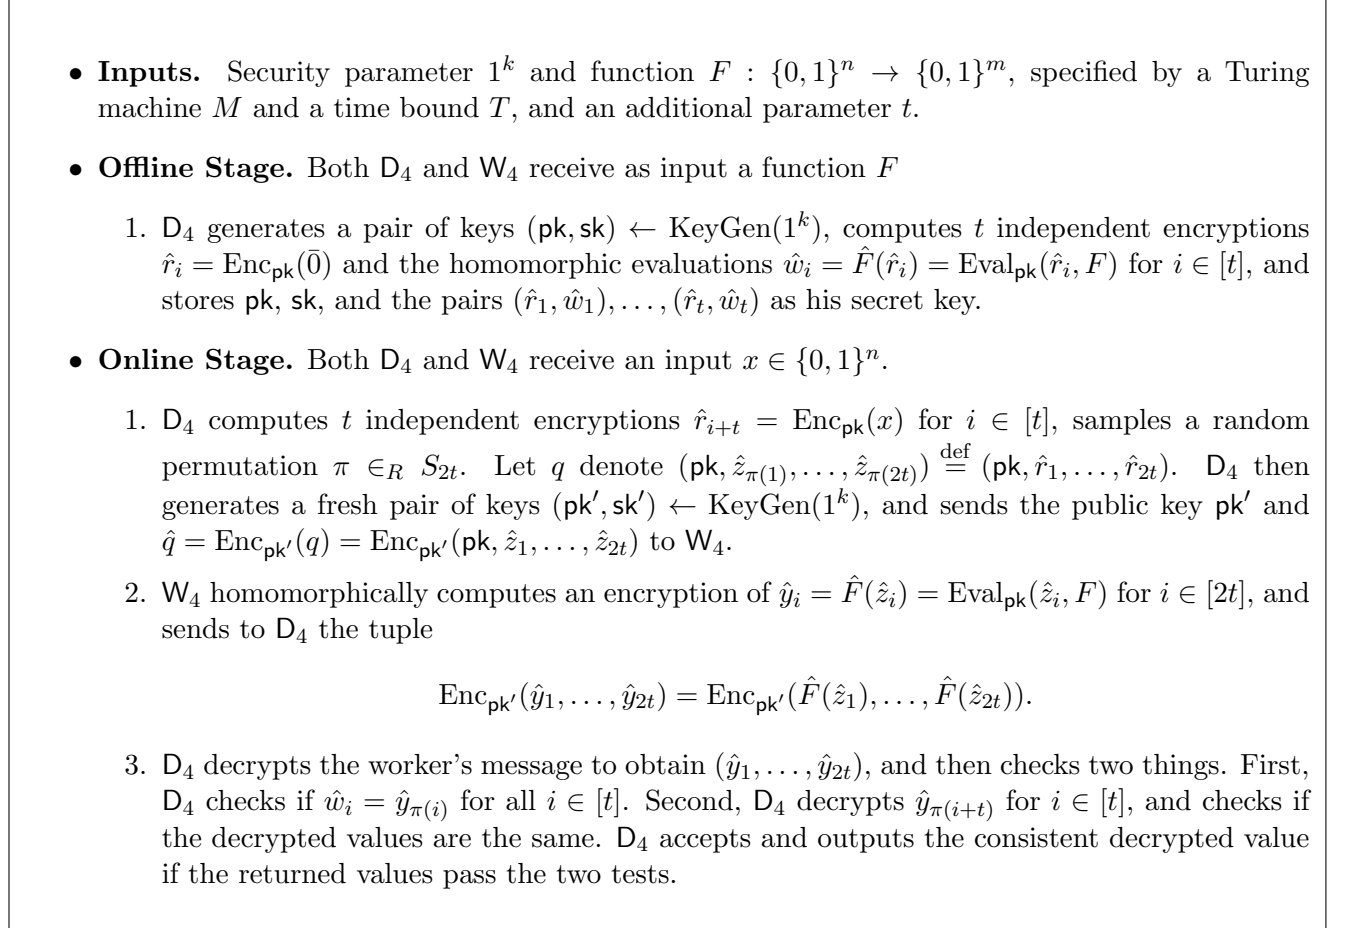 • Inputs. Security parameter 1^k and function F : {0, 1}^n → {0, 1}^m, specified by a Turing
machine M and a time bound T, and an additional parameter t.
• Offline Stage. Both D_4 and W_4 receive as input a function F
1. D_4 generates a pair of keys (pk, sk) ← KeyGen(1^k), computes t independent encryptions
r̂_i = Enc_pk(0̄) and the homomorphic evaluations ŵ_i = F̂(r̂_i) = Eval_pk(r̂_i, F) for i ∈ [t], and
stores pk, sk, and the pairs (r̂_1, ŵ_1), . . . , (r̂_t, ŵ_t) as his secret key.
• Online Stage. Both D_4 and W_4 receive an input x ∈ {0, 1}^n.
1. D_4 computes t independent encryptions r̂_{i+t} = Enc_pk(x) for i ∈ [t], samples a random
permutation π ∈_R S_{2t}. Let q denote (pk, ẑ_{π(1)}, . . . , ẑ_{π(2t)}) def= (pk, r̂_1, . . . , r̂_{2t}). D_4 then
generates a fresh pair of keys (pk′, sk′) ← KeyGen(1^k), and sends the public key pk′ and
q̂ = Enc_{pk′}(q) = Enc_{pk′}(pk, ẑ_1, . . . , ẑ_{2t}) to W_4.
2. W_4 homomorphically computes an encryption of ŷ_i = F̂(ẑ_i) = Eval_pk(ẑ_i, F) for i ∈ [2t], and
sends to D_4 the tuple
Enc_{pk′}(ŷ_1, . . . , ŷ_{2t}) = Enc_{pk′}(F̂(ẑ_1), . . . , F̂(ẑ_{2t})).
3. D_4 decrypts the worker's message to obtain (ŷ_1, . . . , ŷ_{2t}), and then checks two things. First,
D_4 checks if ŵ_i = ŷ_{π(i)} for all i ∈ [t]. Second, D_4 decrypts ŷ_{π(i+t)} for i ∈ [t], and checks if
the decrypted values are the same. D_4 accepts and outputs the consistent decrypted value
if the returned values pass the two tests.